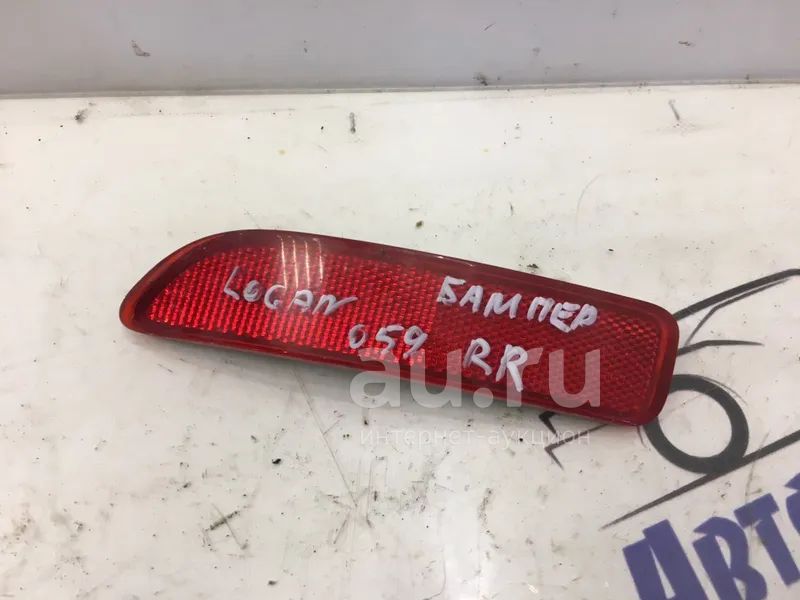 LOGAN БАМПЕР
059 RR
au.ru
интернет-аукцион
АВТО